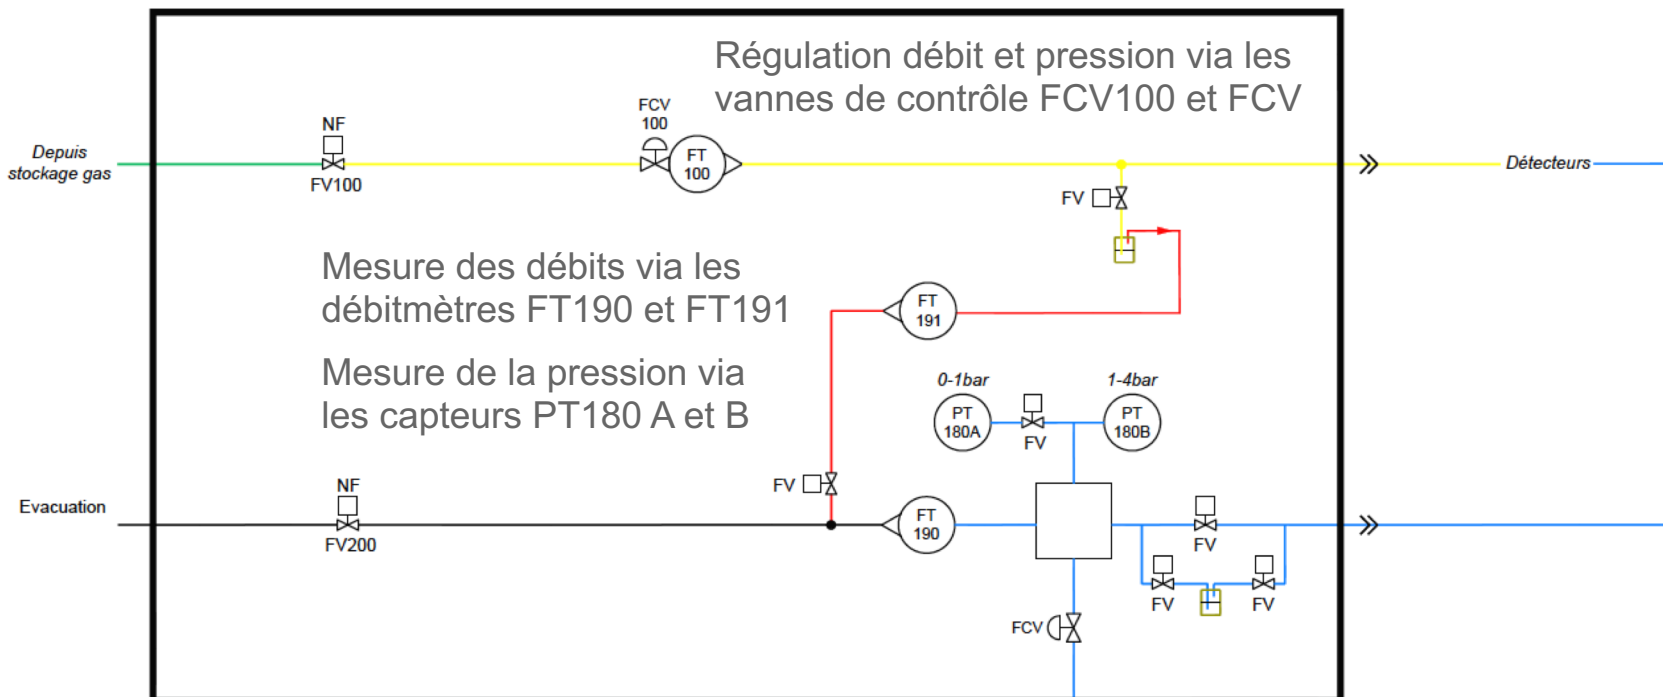 Régulation débit et pression via les
vannes de contrôle FCV100 et FCV
FCV
100
NF
FT
100
Depuis
stockage gas
FV100
Détecteurs
FV
Mesure des débits via les
débitmètres FT190 et FT191
FT
191
Mesure de la pression via
les capteurs PT180 A et B
0-1bar
1-4bar
PT
180A
FV
PT
180B
NF
FV
Evacuation
FV200
FT
190
FV
FV
FV
FCV